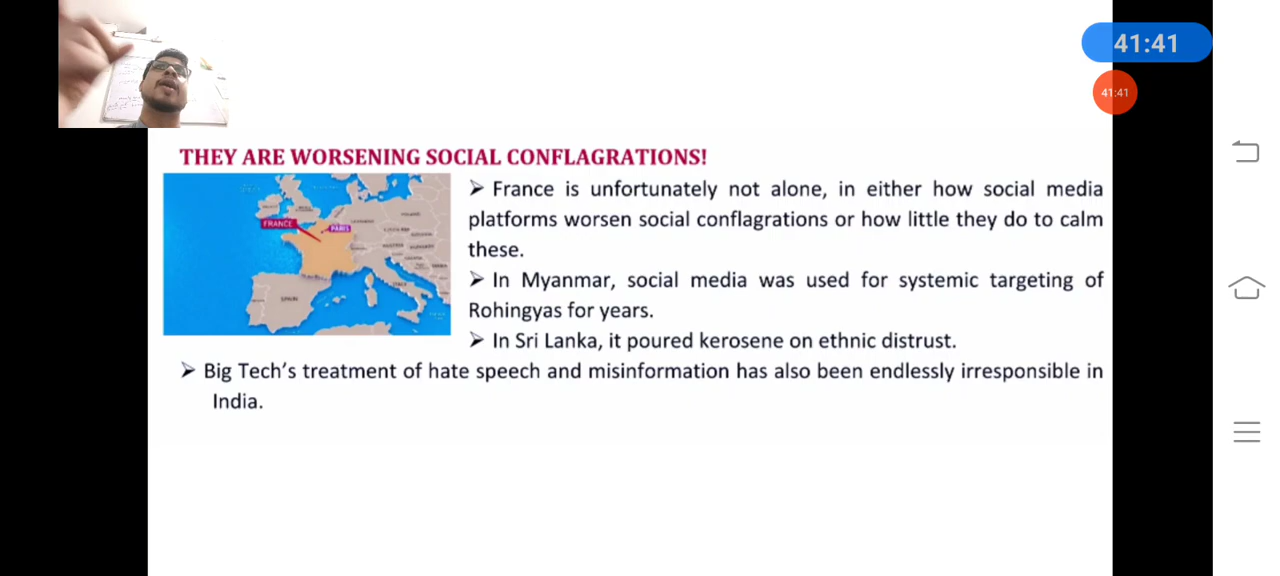 41:41
41:41
THEY ARE WORSENING SOCIAL CONFLAGRATIONS!
➢ France is unfortunately not alone, in either how social media
platforms worsen social conflagrations or how little they do to calm
these.
➢ In Myanmar, social media was used for systemic targeting of
Rohingyas for years.
➢ In Sri Lanka, it poured kerosene on ethnic distrust.
➢ Big Tech's treatment of hate speech and misinformation has also been endlessly irresponsible in
India.
FRANCE
PARIS
SPAIN